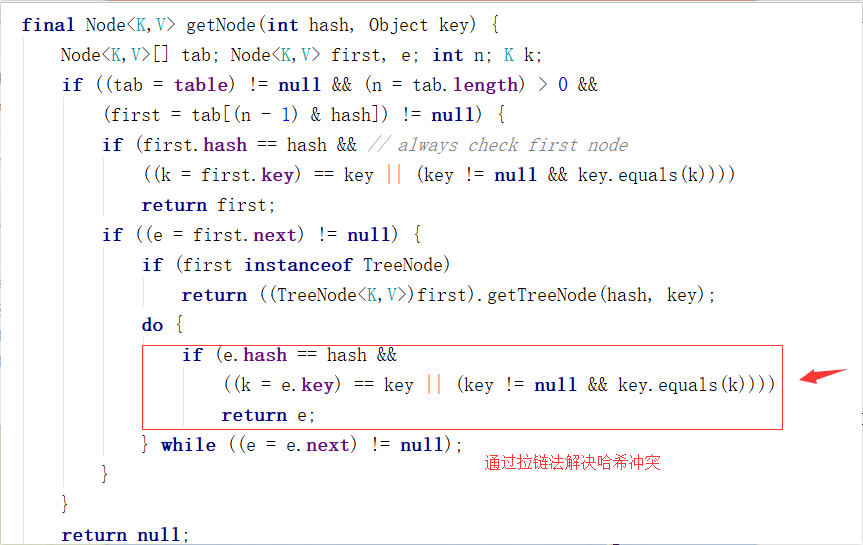 final Node<K,V> getNode(int hash, Object key) {
Node<K,V>[] tab; Node<K,V> first, e; int n; K k;
if ((tab = table) != null && (n = tab.length) > 0 &&
(first = tab[(n - 1) & hash]) != null) {
if (first.hash == hash && // always check first node
((k = first.key) == key || (key != null && key.equals(k))))
return first;
if ((e = first.next) != null) {
if (first instanceof TreeNode)
return ((TreeNode<K,V>)first).getTreeNode(hash, key);
do {
if (e.hash == hash &&
((k = e.key) == key || (key != null && key.equals(k))))
return e;
} while ((e = e.next) != null);
通过拉链法解决哈希冲突
}
}
return null;